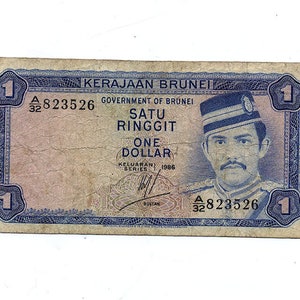 KERAJAAN BRUNEI
1
1
A/32 823526
GOVERNMENT OF BRUNEI
SATU
RINGGIT
ONE
DOLLAR
KELUARAN
SERIES 1986
A/32 823526
SULTAN
1
1